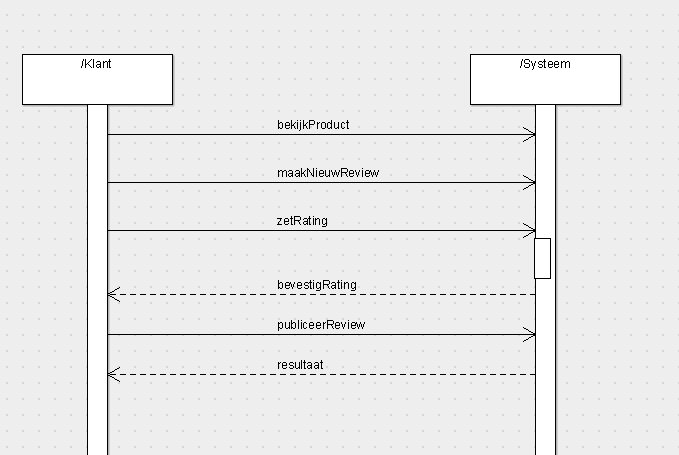 /Klant
/Systeem
bekijkProduct
maakNieuwReview
zetRating
bevestigRating
publiceerReview
resultaat